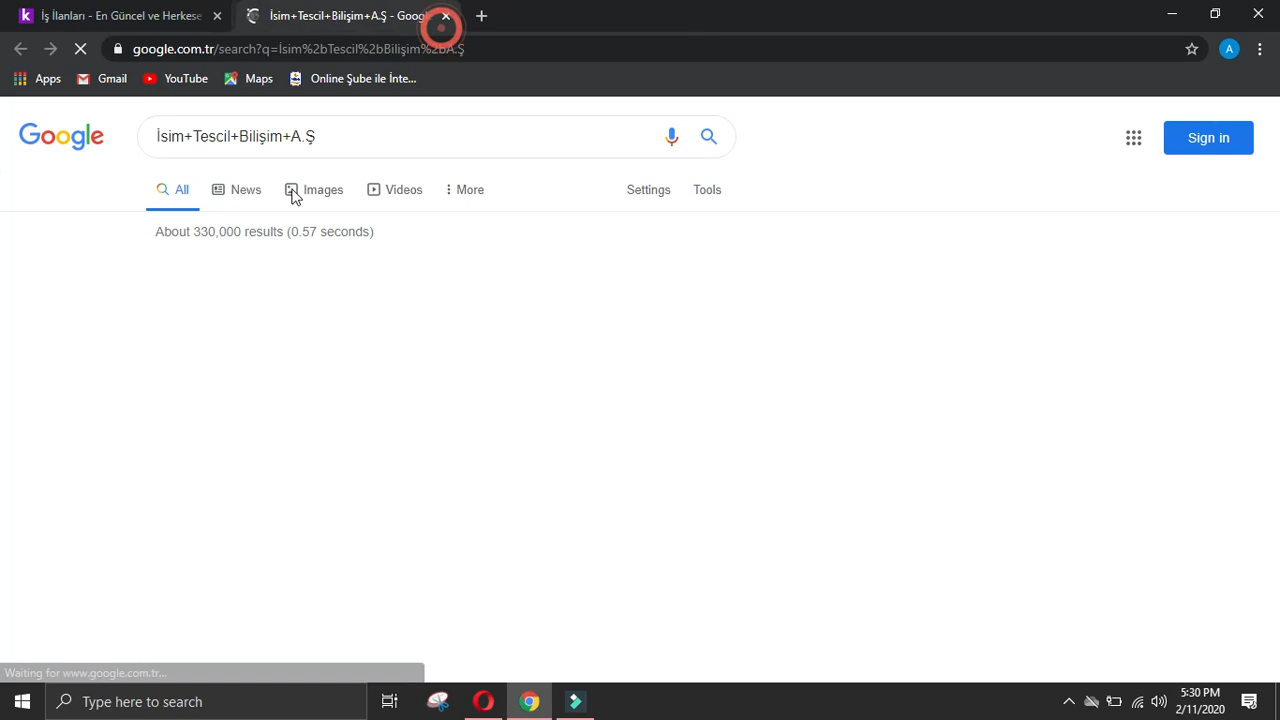 İş İlanları - En Güncel ve Herkese
İsim+Tescil+Bilişim+A.Ş - Goog
google.com.tr/search?q=İsim%2bTescil%2bBilişim%2bA.Ş
A
Apps
Gmail
YouTube
Maps
Online Şube ile İnte...
Google
İsim+Tescil+Bilişim+A.Ş
Sign in
All
News
Images
Videos
More
Settings
Tools
About 330,000 results (0.57 seconds)
Waiting for www.google.com.tr...
Type here to search
5:30 PM
2/11/2020